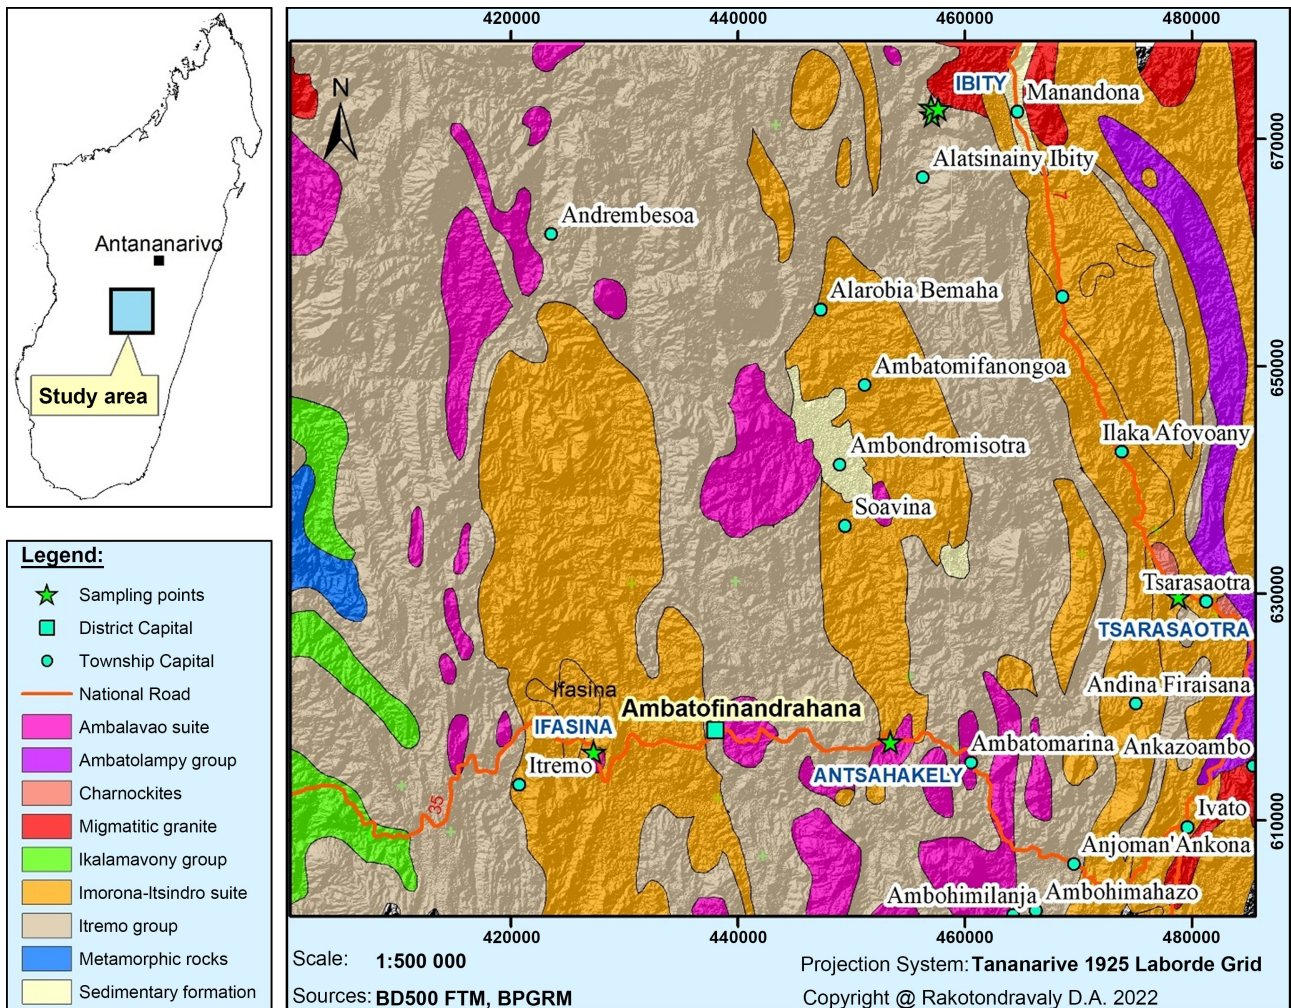 Antananarivo
Study area
Legend:
Sampling points
District Capital
Township Capital
National Road
Ambalavao suite
Ambatolampy group
Charnockites
Migmatitic granite
Ikalamavony group
Imorona-Itsindro suite
Itremo group
Metamorphic rocks
Sedimentary formation
420000 440000 460000 480000
N
IBITY
Manandona
670000
Alatsinainy Ibity
7
Andrembesoa
Alarobia Bemaha
Ambatomifanongoa
650000
Ilaka Afovoany
Ambondromisotra
Soavina
Tsarasaotra
630000
TSARASAOTRA
Ifasina
Andina Firaisana
Ambatofinandrahana
IFASINA
Ambatomarina
Ankazoambo
Itremo
ANTSAHAKELY
35
Ivato
610000
Anjoman'Ankona
Ambohimilanja
Ambohimahazo
420000 440000 460000 480000
Scale: 1:500 000
Projection System: Tananarive 1925 Laborde Grid
Sources: BD500 FTM, BPGRM
Copyright @ Rakotondravaly D.A. 2022